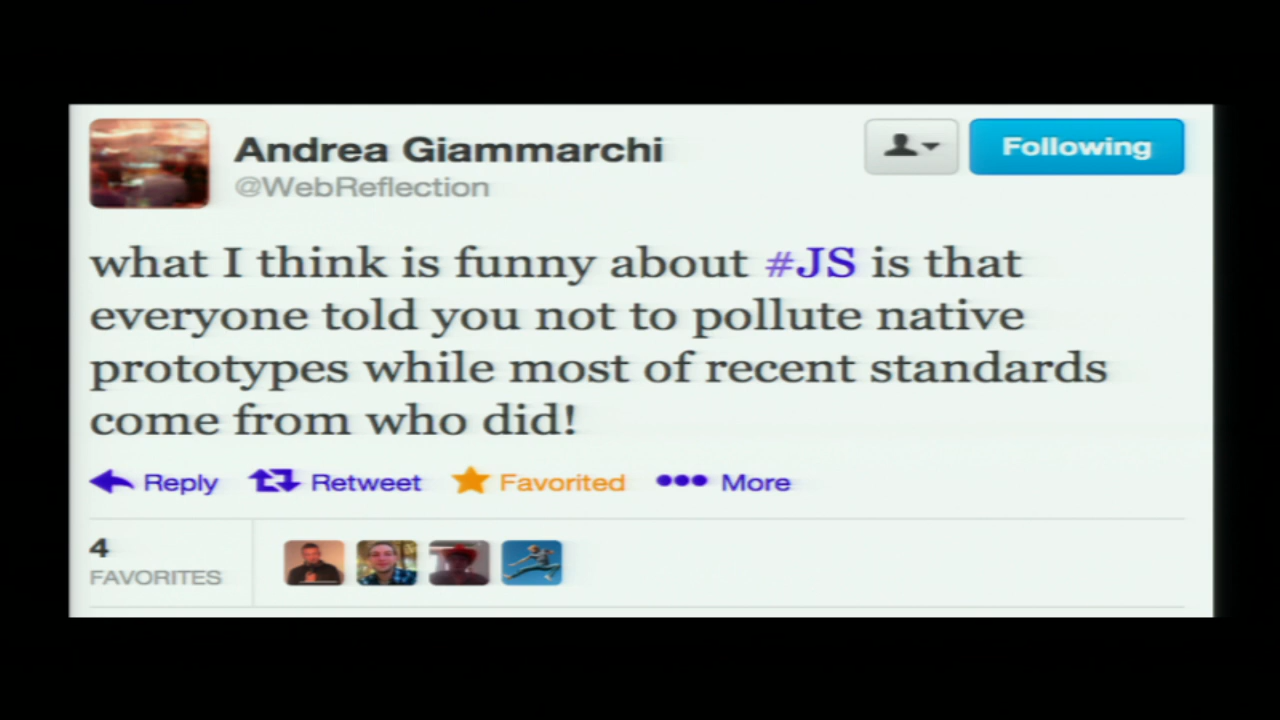 Andrea Giammarchi
@WebReflection
Following
what I think is funny about #JS is that
everyone told you not to pollute native
prototypes while most of recent standards
come from who did!
Reply Retweet Favorited More
4
FAVORITES